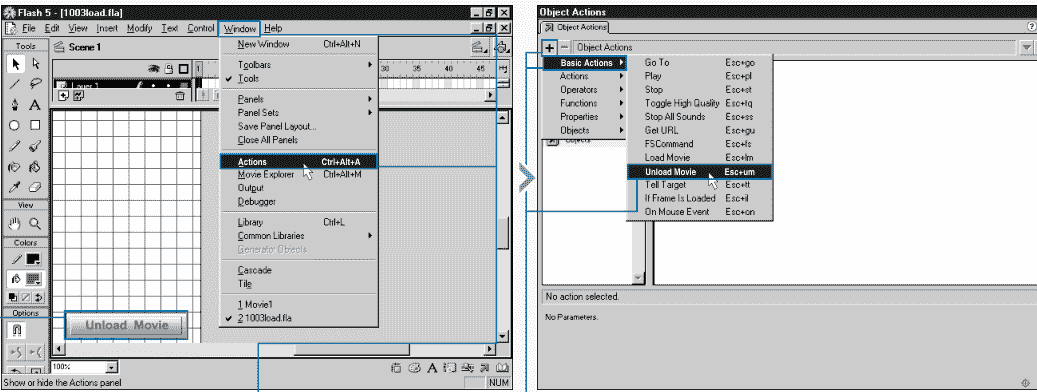 Flash 5 - [1003load.fla]
File Edit View Insert Modify Text Control Window Help
Tools
Scene 1
1 30 35 40 45
View
Colors
Options
Unload Movie
100%
Show or hide the Actions panel
NUM
New Window Ctrl+Alt+N
Toolbars
Tools
Panels
Panel Sets
Save Panel Layout...
Close All Panels
Actions Ctrl+Alt+A
Movie Explorer Ctrl+Alt+M
Output
Debugger
Library Ctrl+L
Common Libraries
Generator Objects
Cascade
Tile
1 Movie1
2 1003load.fla
Object Actions
Object Actions
Object Actions
Basic Actions
Actions
Operators
Functions
Properties
Objects
Objects
Go To Esc+go
Play Esc+pl
Stop Esc+st
Toggle High Quality Esc+tq
Stop All Sounds Esc+ss
Get URL Esc+gu
FSCommand Esc+fs
Load Movie Esc+lm
Unload Movie Esc+um
Tell Target Esc+tt
If Frame Is Loaded Esc+il
On Mouse Event Esc+on
No action selected.
No Parameters.